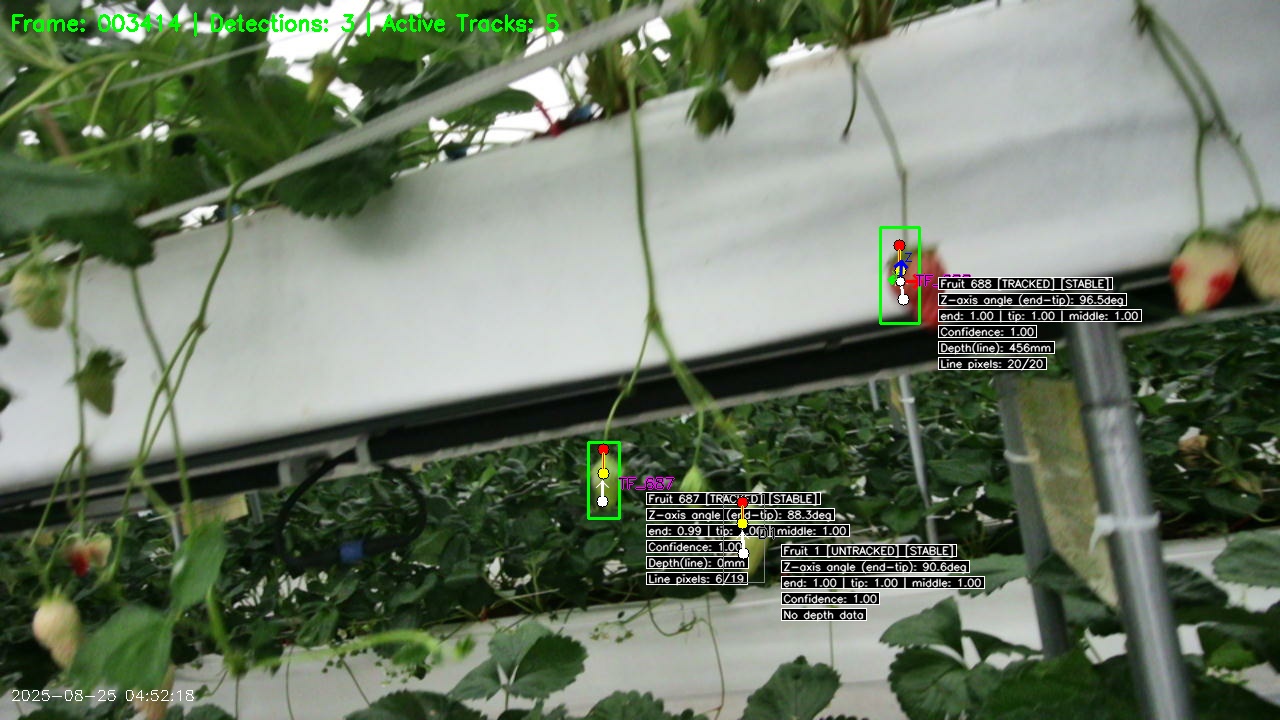 Frame: 003414 | Detections: 3 | Active Tracks: 5
Fruit 688 [TRACKED] [STABLE]
Z-axis angle (end-tip): 96.5deg
end: 1.00 | tip: 1.00 | middle: 1.00
Confidence: 1.00
Depth(line): 456mm
Line pixels: 20/20
TF_687
Fruit 687 [TRACKED] [STABLE]
Z-axis angle (end-tip): 88.3deg
end: 0.99 | tip: 1.00 | middle: 1.00
Confidence: 1.00
Depth(line): 0mm
Line pixels: 6/19
Fruit 1 [UNTRACKED] [STABLE]
Z-axis angle (end-tip): 90.6deg
end: 1.00 | tip: 1.00 | middle: 1.00
Confidence: 1.00
No depth data
2025-08-25 04:52:18